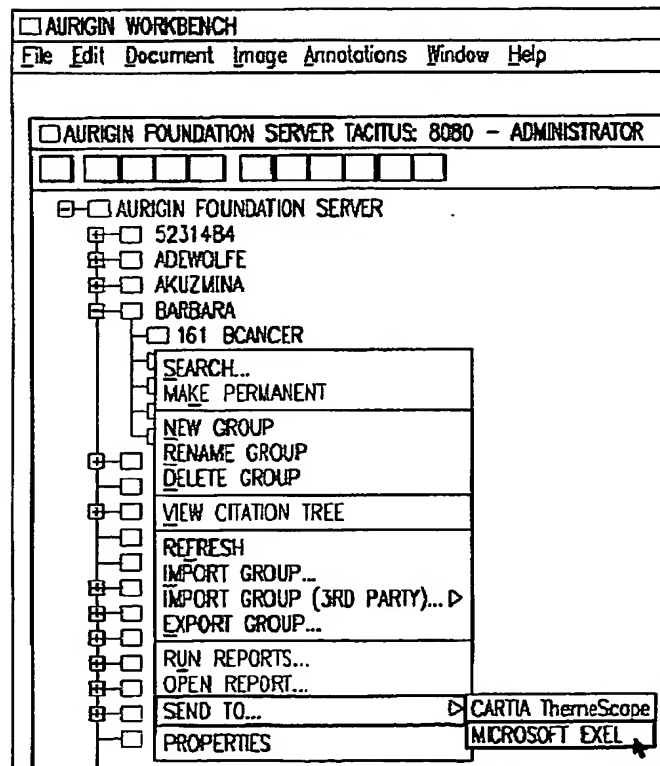 AURIGIN WORKBENCH
File Edit Document Image Annotations Window Help
AURIGIN FOUNDATION SERVER TACITUS: 8080 - ADMINISTRATOR
AURIGIN FOUNDATION SERVER
5231484
ADEWOLFE
AKUZMINA
BARBARA
161 BCANCER
SEARCH...
MAKE PERMANENT
NEW GROUP
RENAME GROUP
DELETE GROUP
VIEW CITATION TREE
REFRESH
IMPORT GROUP...
IMPORT GROUP (3RD PARTY)...
EXPORT GROUP...
RUN REPORTS...
OPEN REPORT...
SEND TO... CARTIA ThemeScape
MICROSOFT EXEL
PROPERTIES